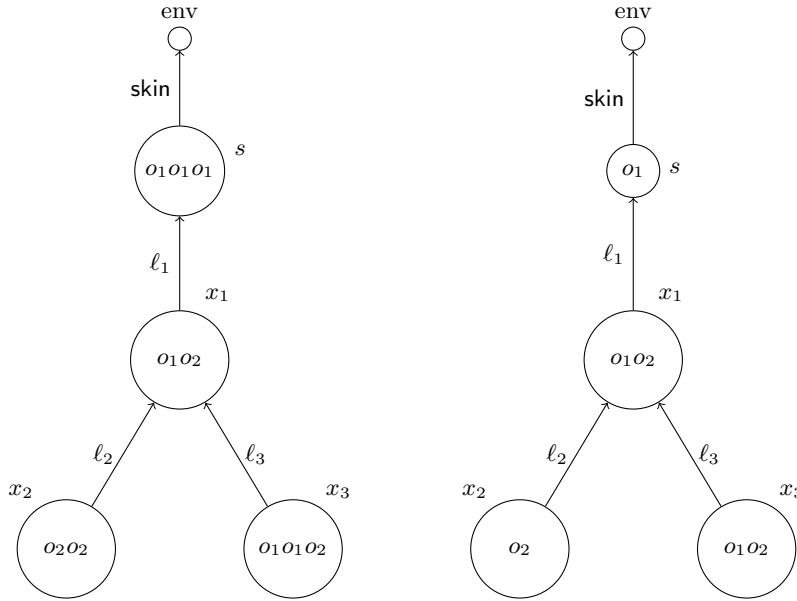 env env
skin skin
o₁o₁o₁ s o₁ s
ℓ₁ ℓ₁
x₁ x₁
o₁o₂ o₁o₂
ℓ₂ ℓ₃ ℓ₂ ℓ₃
x₂ x₃ x₂ x₃
o₂o₂ o₁o₁o₂ o₂ o₁o₂